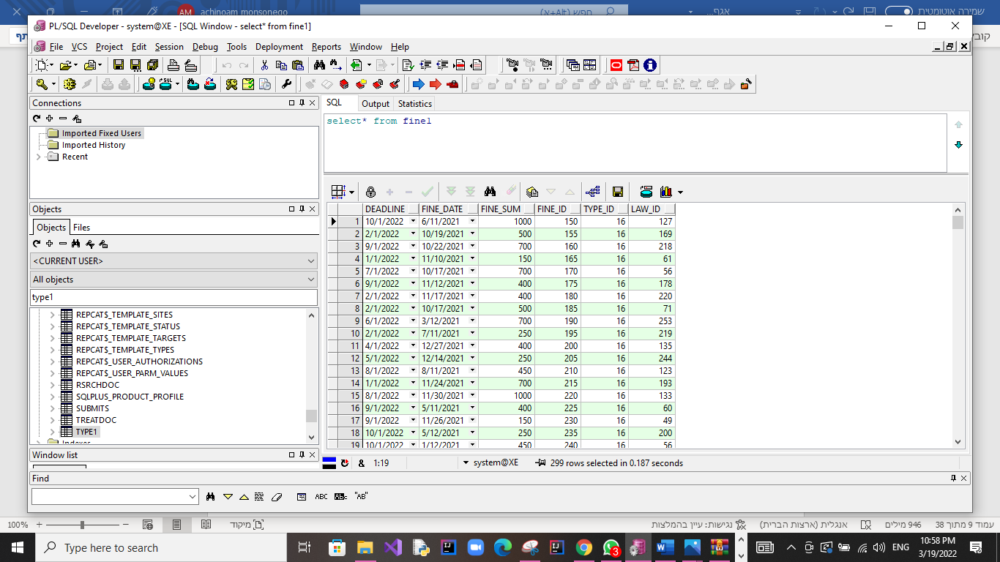 שמירה אוטומטית
אגף...
חפש (Alt+א)
achinoam monsonego
AM
PL/SQL Developer - system@XE - [SQL Window - select* from fine1]
File VCS Project Edit Session Debug Tools Deployment Reports Window Help
Connections
Imported Fixed Users
Imported History
Recent
Objects
Objects Files
<CURRENT USER>
All objects
type1
REPCAT$_TEMPLATE_SITES
REPCAT$_TEMPLATE_STATUS
REPCAT$_TEMPLATE_TARGETS
REPCAT$_TEMPLATE_TYPES
REPCAT$_USER_AUTHORIZATIONS
REPCAT$_USER_PARM_VALUES
RSRCHDOC
SQLPLUS_PRODUCT_PROFILE
SUBMITS
TREATDOC
TYPE1
Indexes
Window list
SQL Output Statistics
select* from fine1
DEADLINE FINE_DATE FINE_SUM FINE_ID TYPE_ID LAW_ID
1 10/1/2022 6/11/2021 1000 150 16 127
2 2/1/2022 10/19/2021 500 155 16 169
3 9/1/2022 10/22/2021 700 160 16 218
4 1/1/2022 11/10/2021 150 165 16 61
5 7/1/2022 10/17/2021 700 170 16 56
6 9/1/2022 11/12/2021 400 175 16 178
7 2/1/2022 11/17/2021 400 180 16 220
8 2/1/2022 10/17/2021 500 185 16 71
9 6/1/2022 3/12/2021 700 190 16 253
10 2/1/2022 7/11/2021 250 195 16 219
11 4/1/2022 12/27/2021 400 200 16 135
12 5/1/2022 12/14/2021 250 205 16 244
13 8/1/2022 8/11/2021 450 210 16 123
14 1/1/2022 11/24/2021 700 215 16 193
15 8/1/2022 11/30/2021 1000 220 16 133
16 9/1/2022 5/11/2021 400 225 16 60
17 9/1/2022 11/26/2021 150 230 16 49
18 10/1/2022 5/12/2021 250 235 16 200
19 10/1/2022 1/12/2021 450 240 16 56
& 1:19 system@XE 299 rows selected in 0.187 seconds
Find
ABC "AB"
עמוד 9 מתוך 38 946 מילים אנגלית (ארצות הברית) נגישות: עיין בהמלצות מיקוד 100%
Type here to search
3
ENG
10:58 PM
3/19/2022